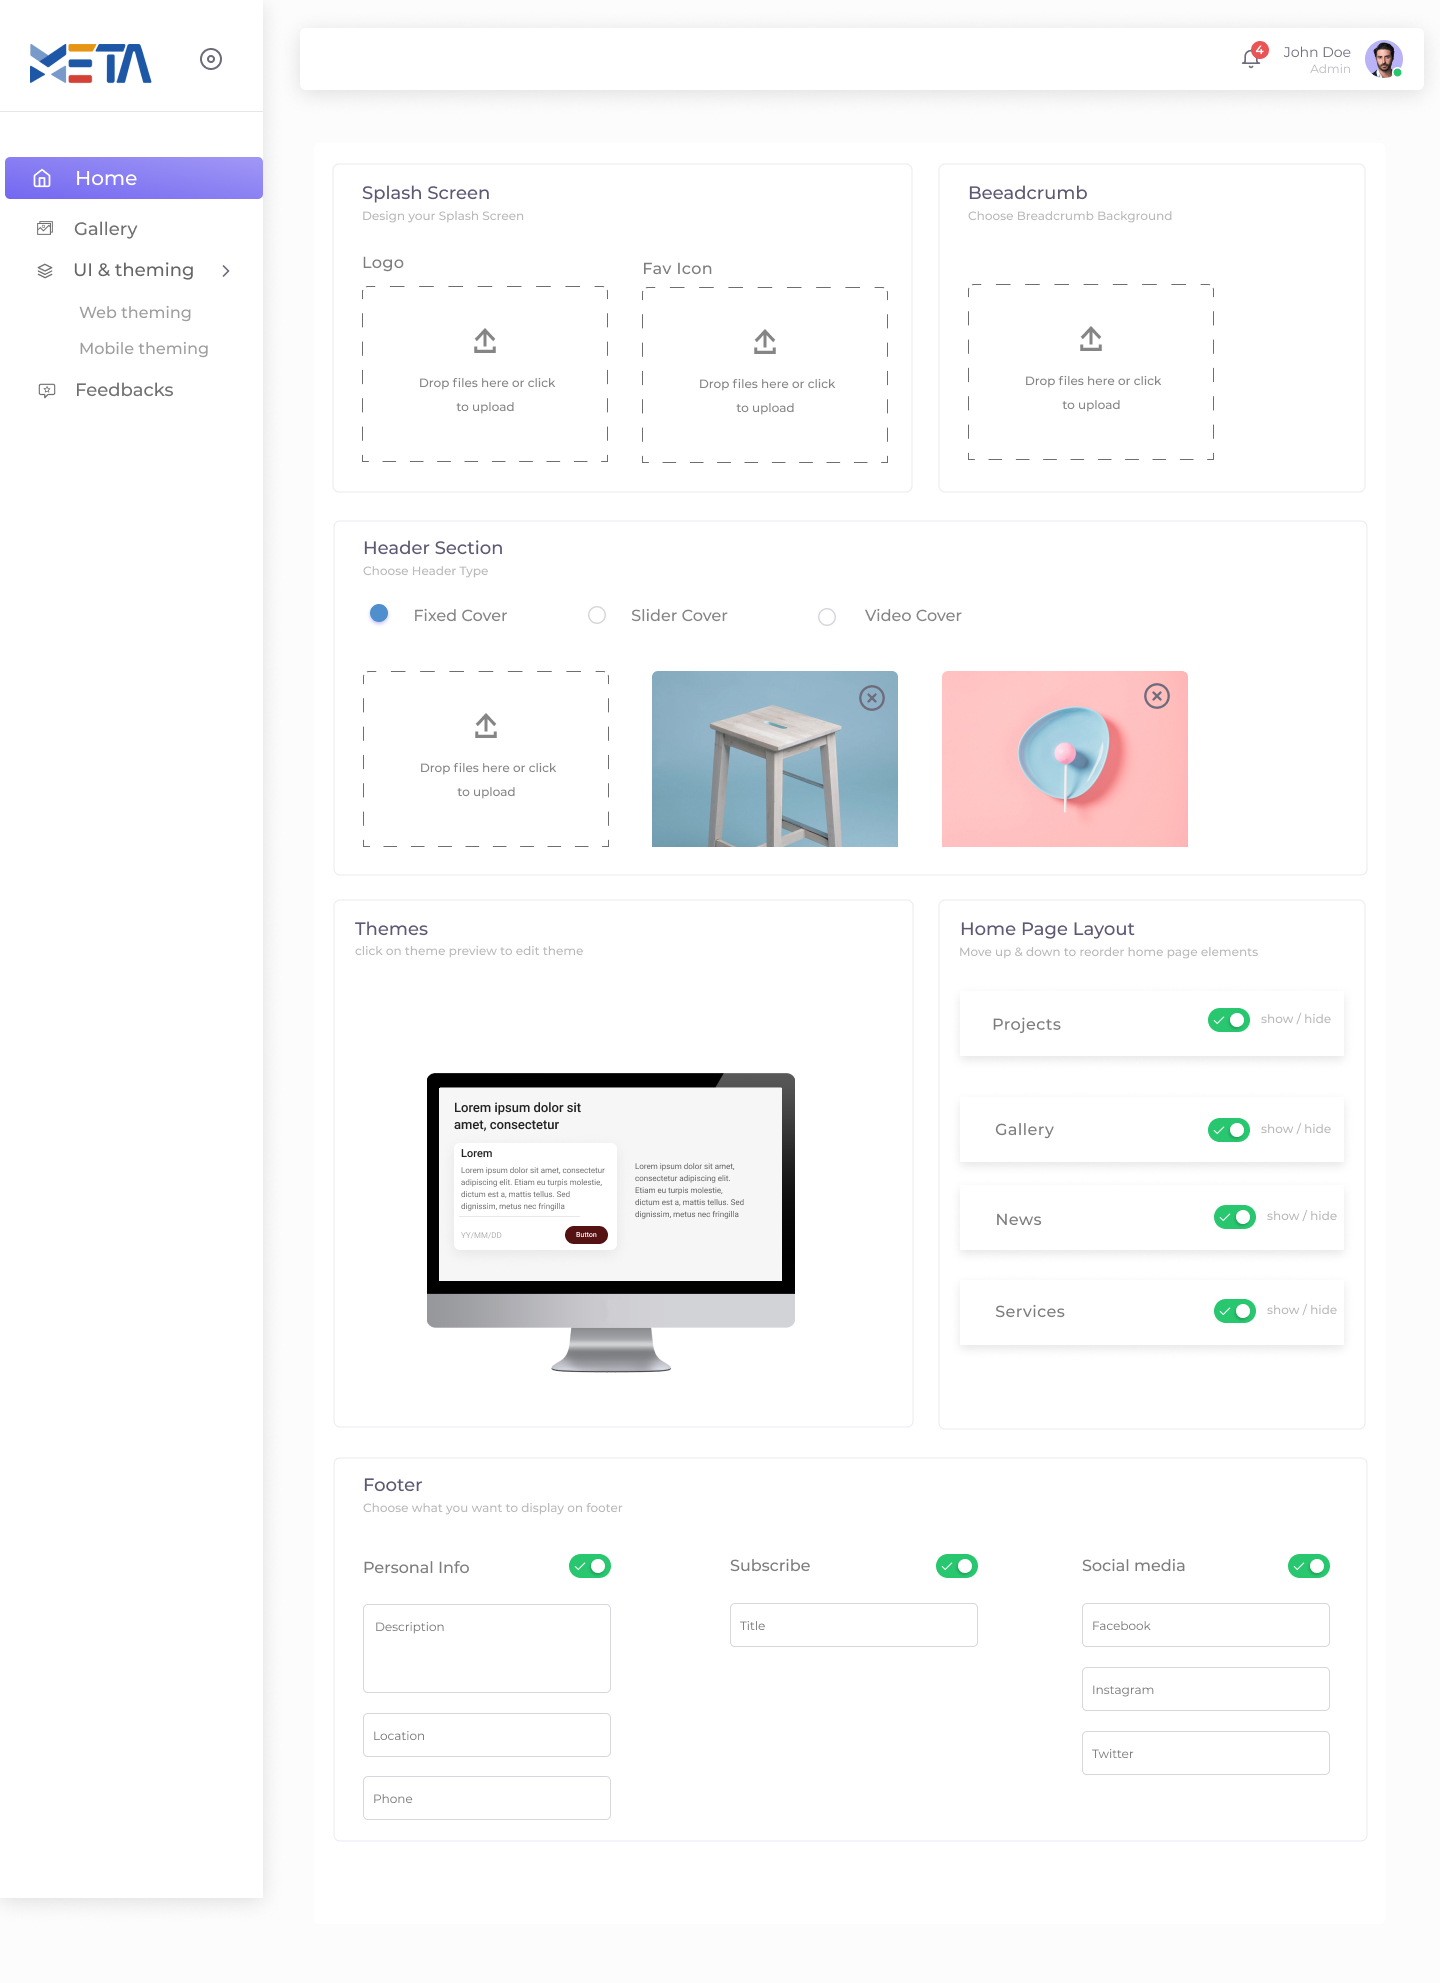 META
4
John Doe
Admin
Home
Gallery
UI & theming
Web theming
Mobile theming
Feedbacks
Splash Screen
Design your Splash Screen
Logo
Drop files here or click
to upload
Fav Icon
Drop files here or click
to upload
Beeadcrumb
Choose Breadcrumb Background
Drop files here or click
to upload
Header Section
Choose Header Type
Fixed Cover
Slider Cover
Video Cover
Drop files here or click
to upload
Themes
click on theme preview to edit theme
Lorem ipsum dolor sit
amet, consectetur
Lorem
Lorem ipsum dolor sit amet, consectetur
adipiscing elit. Etiam eu turpis molestie,
dictum est a, mattis tellus. Sed
dignissim, metus nec fringilla
YY/MM/DD
Button
Lorem ipsum dolor sit amet,
consectetur adipiscing elit.
Etiam eu turpis molestie,
dictum est a, mattis tellus. Sed
dignissim, metus nec fringilla
Home Page Layout
Move up & down to reorder home page elements
Projects
show / hide
Gallery
show / hide
News
show / hide
Services
show / hide
Footer
Choose what you want to display on footer
Personal Info
Description
Location
Phone
Subscribe
Title
Social media
Facebook
Instagram
Twitter